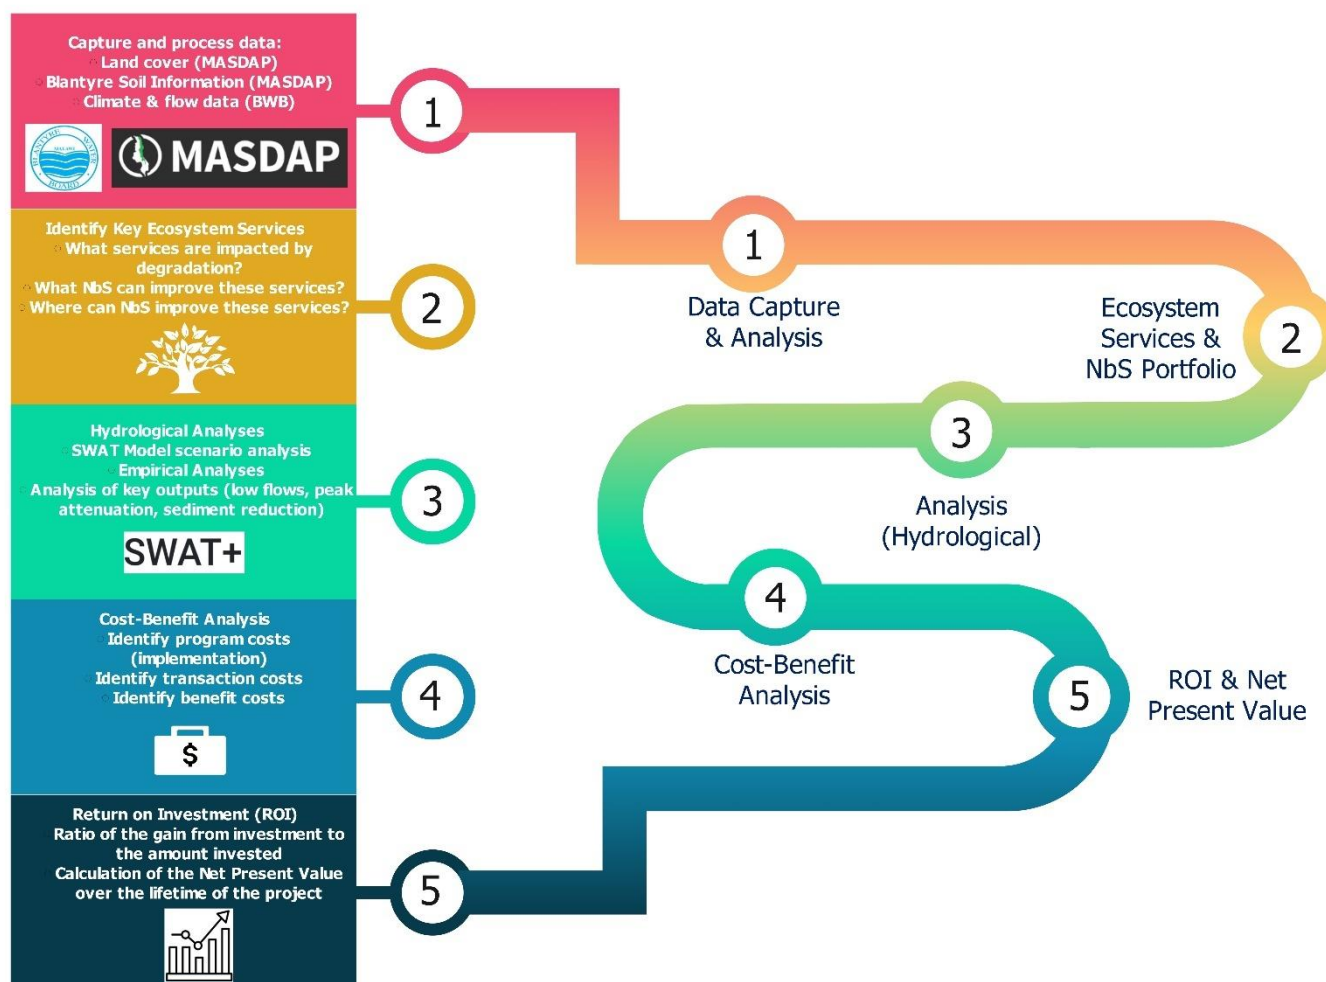 Capture and process data:
Land cover (MASDAP)
Blantyre Soil Information (MASDAP)
Climate & flow data (BWB)
BLANTYRE WATER
MALAWI
BOARD
MASDAP
1
Identify Key Ecosystem Services
What services are impacted by
degradation?
What NbS can improve these services?
Where can NbS improve these services?
2
Hydrological Analyses
SWAT Model scenario analysis
Empirical Analyses
Analysis of key outputs (low flows, peak
attenuation, sediment reduction)
SWAT+
3
Cost-Benefit Analysis
Identify program costs
(implementation)
Identify transaction costs
Identify benefit costs
$
4
Return on Investment (ROI)
Ratio of the gain from investment to
the amount invested
Calculation of the Net Present Value
over the lifetime of the project
5
1
Data Capture
& Analysis
2
Ecosystem
Services &
NbS Portfolio
3
Analysis
(Hydrological)
4
Cost-Benefit
Analysis
5
ROI & Net
Present Value